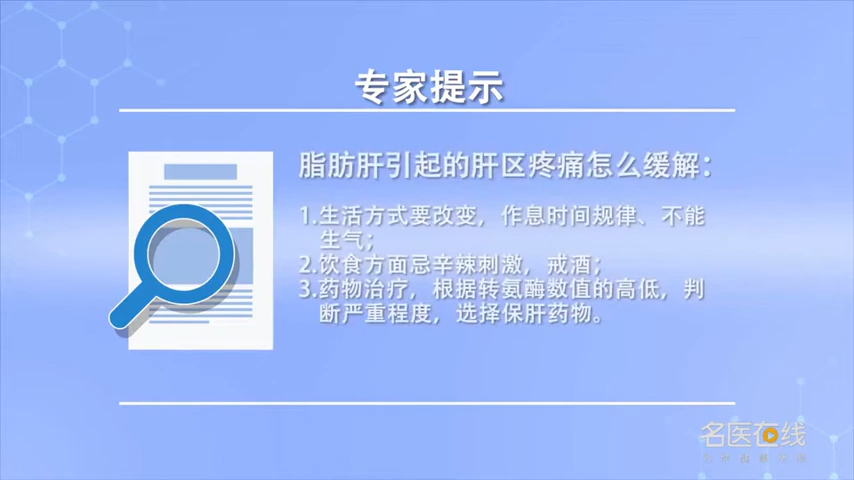 专家提示
脂肪肝引起的肝区疼痛怎么缓解：
1.生活方式要改变，作息时间规律、不能
生气；
2.饮食方面忌辛辣刺激，戒酒；
3.药物治疗，根据转氨酶数值的高低，判
断严重程度，选择保肝药物。
名医在线